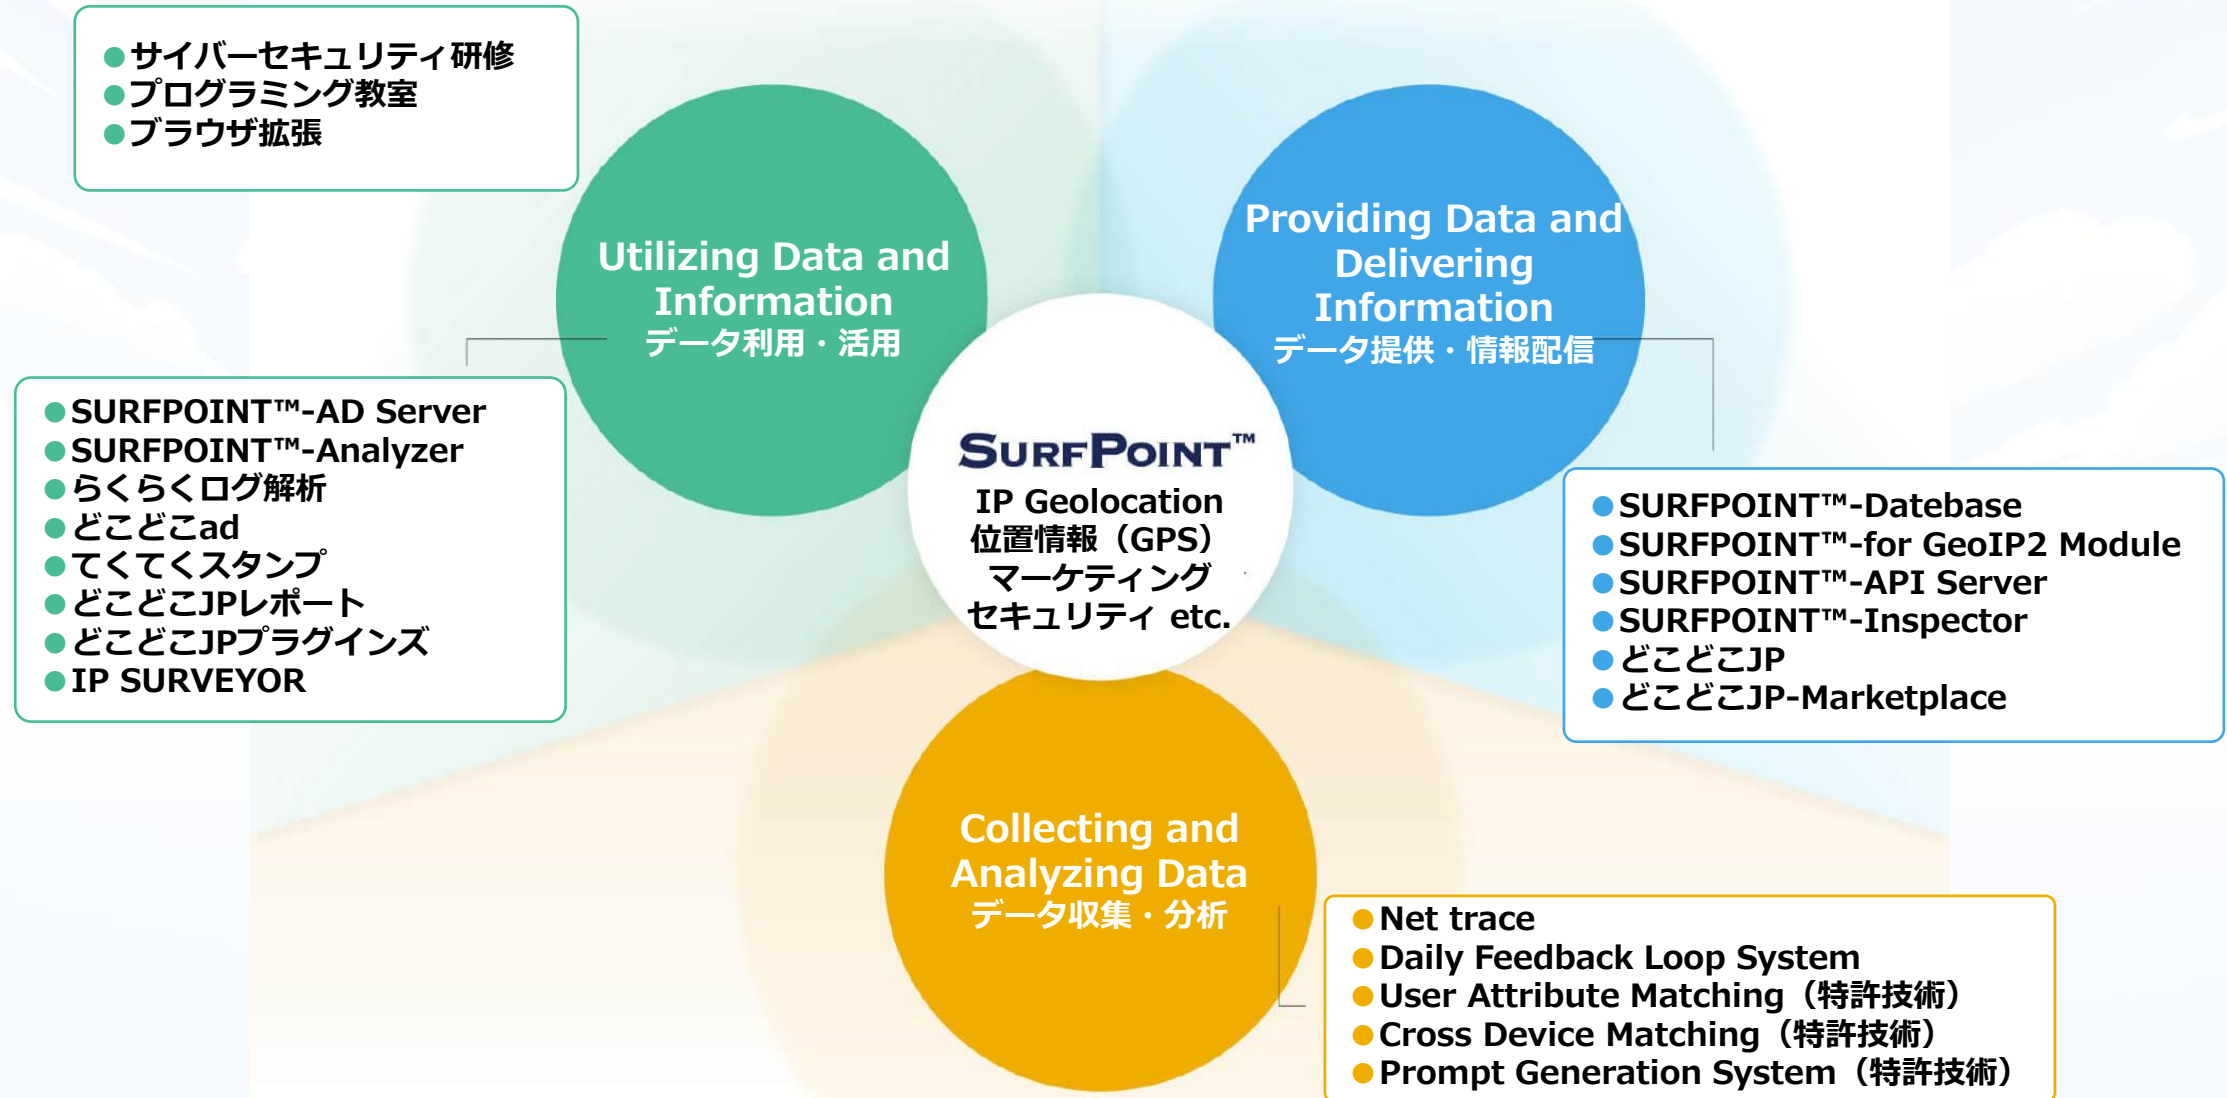 ●サイバーセキュリティ研修
●プログラミング教室
●ブラウザ拡張
Utilizing Data and
Information
データ利用・活用
Providing Data and
Delivering
Information
データ提供・情報配信
SURFPOINT™
IP Geolocation
位置情報（GPS）
マーケティング
セキュリティ etc.
●SURFPOINT™-AD Server
●SURFPOINT™-Analyzer
●らくらくログ解析
●どこどこad
●てくてくスタンプ
●どこどこJPレポート
●どこどこJPプラグインズ
●IP SURVEYOR
●SURFPOINT™-Datebase
●SURFPOINT™-for GeoIP2 Module
●SURFPOINT™-API Server
●SURFPOINT™-Inspector
●どこどこJP
●どこどこJP-Marketplace
Collecting and
Analyzing Data
データ収集・分析
●Net trace
●Daily Feedback Loop System
●User Attribute Matching（特許技術）
●Cross Device Matching（特許技術）
●Prompt Generation System（特許技術）